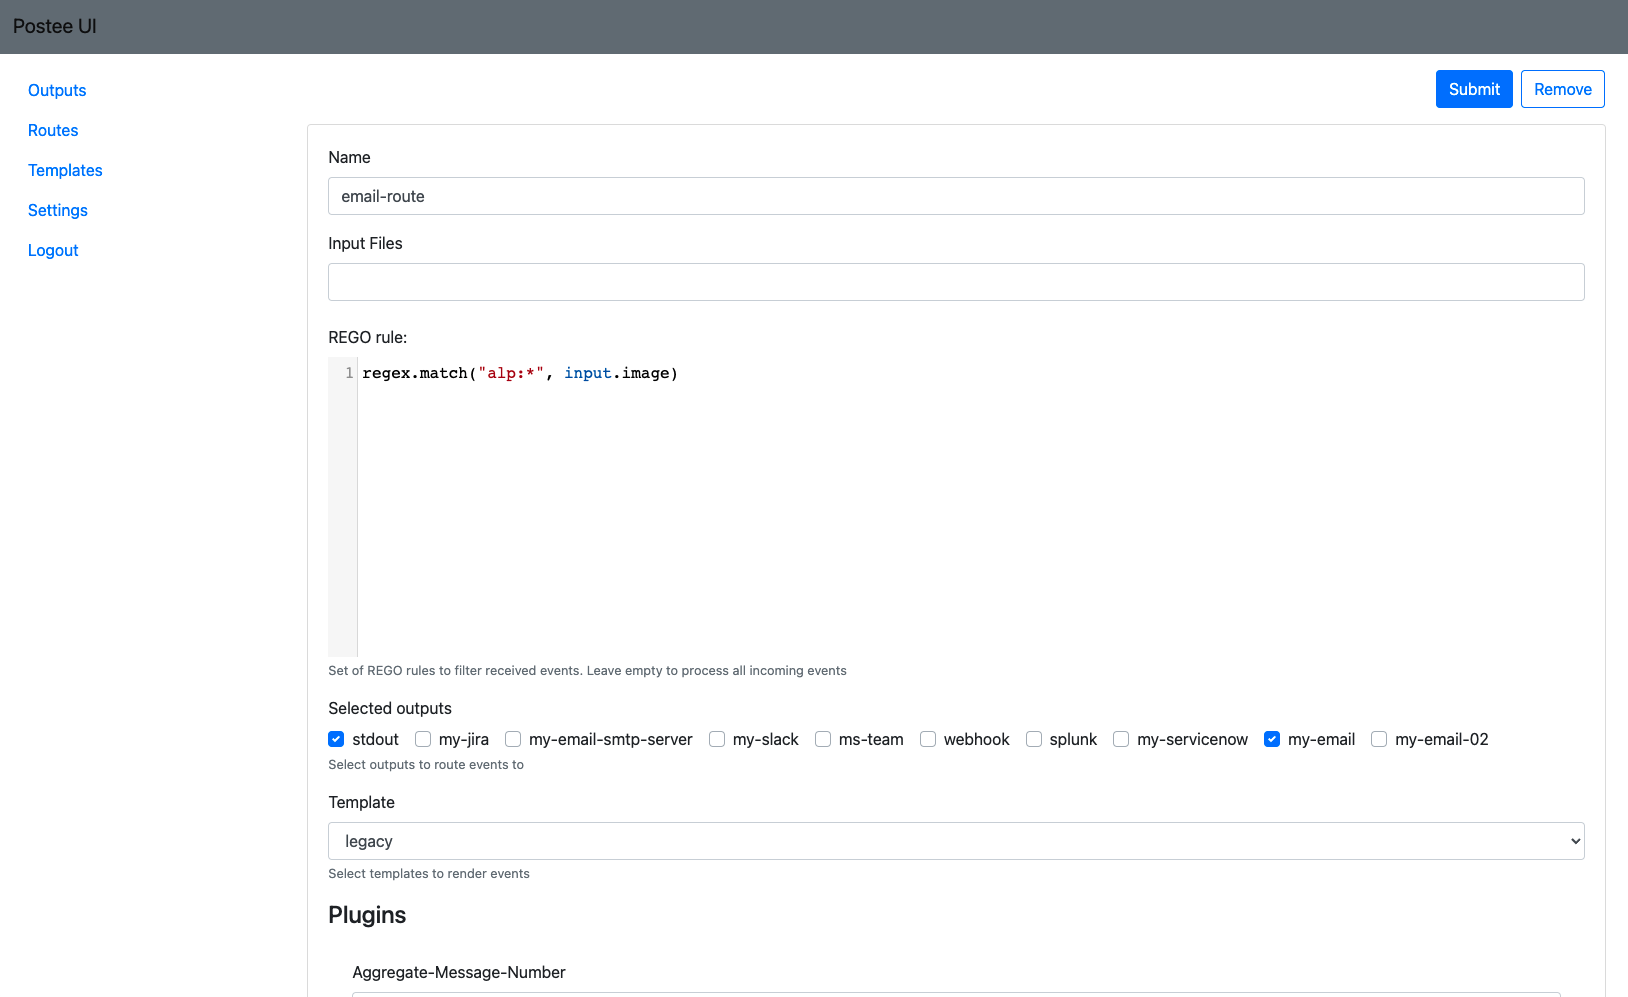 Postee UI
Outputs
Routes
Templates
Settings
Logout
Submit Remove
Name
email-route
Input Files
REGO rule:
1 regex.match("alp:*", input.image)
Set of REGO rules to filter received events. Leave empty to process all incoming events
Selected outputs
stdout my-jira my-email-smtp-server my-slack ms-team webhook splunk my-servicenow my-email my-email-02
Select outputs to route events to
Template
legacy
Select templates to render events
Plugins
Aggregate-Message-Number